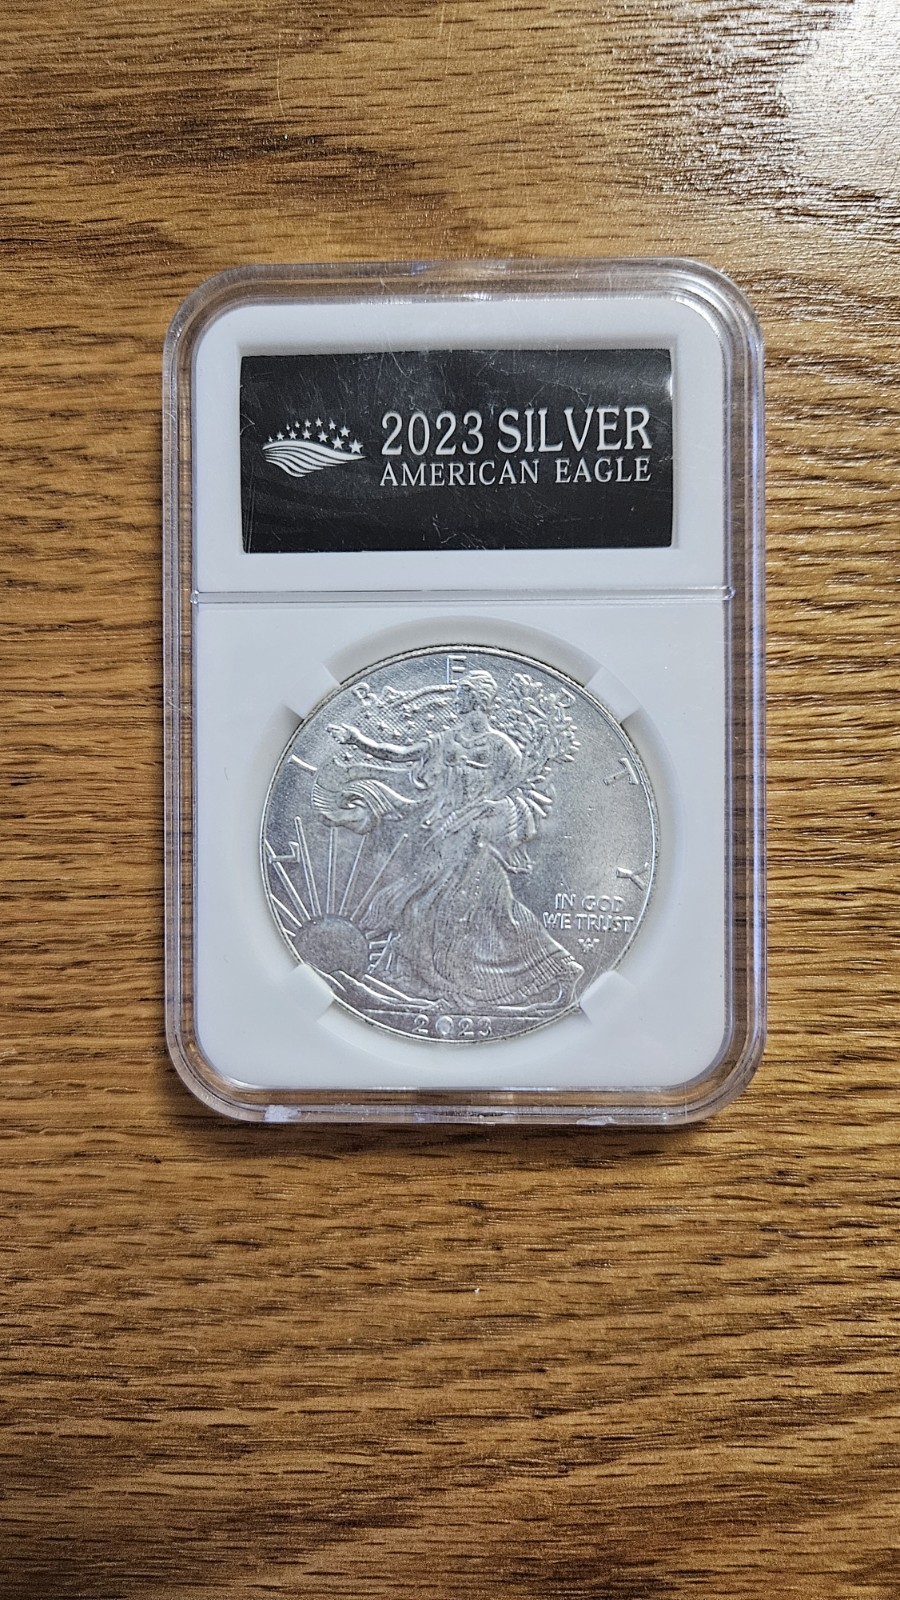 2023 SILVER
AMERICAN EAGLE
LIBERTY
IN GOD
WE TRUST
2023